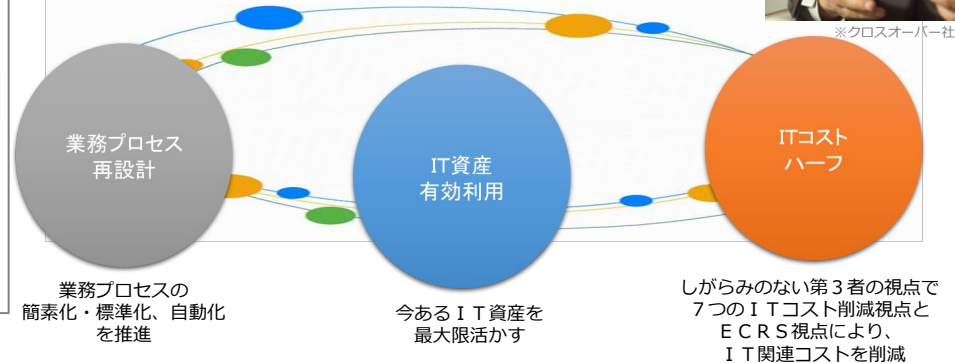 ※クロスオーバー社
業務プロセス
再設計
IT資産
有効利用
ITコスト
ハーフ
業務プロセスの
簡素化・標準化、自動化
を推進
今あるＩＴ資産を
最大限活かす
しがらみのない第３者の視点で
７つのＩＴコスト削減視点と
ＥＣＲＳ視点により、
ＩＴ関連コストを削減